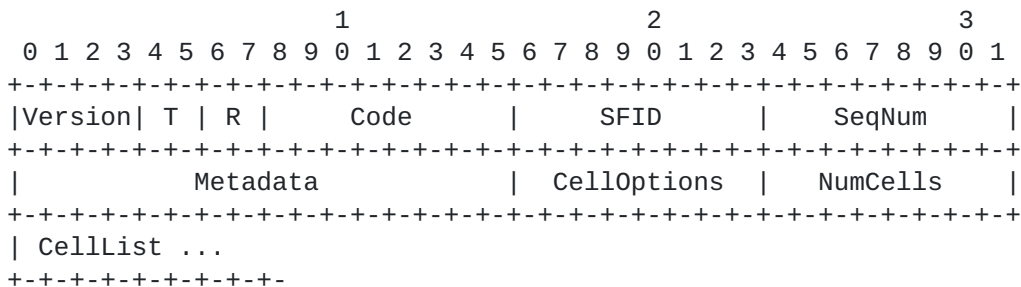 1                   2                   3
 0 1 2 3 4 5 6 7 8 9 0 1 2 3 4 5 6 7 8 9 0 1 2 3 4 5 6 7 8 9 0 1
+-+-+-+-+-+-+-+-+-+-+-+-+-+-+-+-+-+-+-+-+-+-+-+-+-+-+-+-+-+-+-+-+
|Version| T | R |     Code      |     SFID      |    SeqNum     |
+-+-+-+-+-+-+-+-+-+-+-+-+-+-+-+-+-+-+-+-+-+-+-+-+-+-+-+-+-+-+-+-+
|           Metadata            |  CellOptions  |   NumCells    |
+-+-+-+-+-+-+-+-+-+-+-+-+-+-+-+-+-+-+-+-+-+-+-+-+-+-+-+-+-+-+-+-+
| CellList ...
+-+-+-+-+-+-+-+-+-